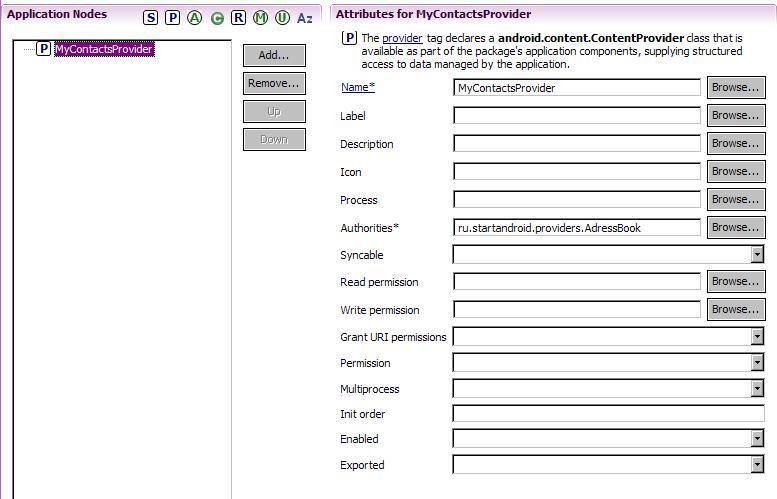 Application Nodes
S P A C R M U Az
P MyContactsProvider
Add...
Remove...
Up
Down
Attributes for MyContactsProvider
P The provider tag declares a android.content.ContentProvider class that is
available as part of the package's application components, supplying structured
access to data managed by the application.
Name* MyContactsProvider Browse...
Label Browse...
Description Browse...
Icon Browse...
Process Browse...
Authorities* ru.startandroid.providers.AdressBook Browse...
Syncable
Read permission Browse...
Write permission Browse...
Grant URI permissions
Permission
Multiprocess
Init order
Enabled
Exported